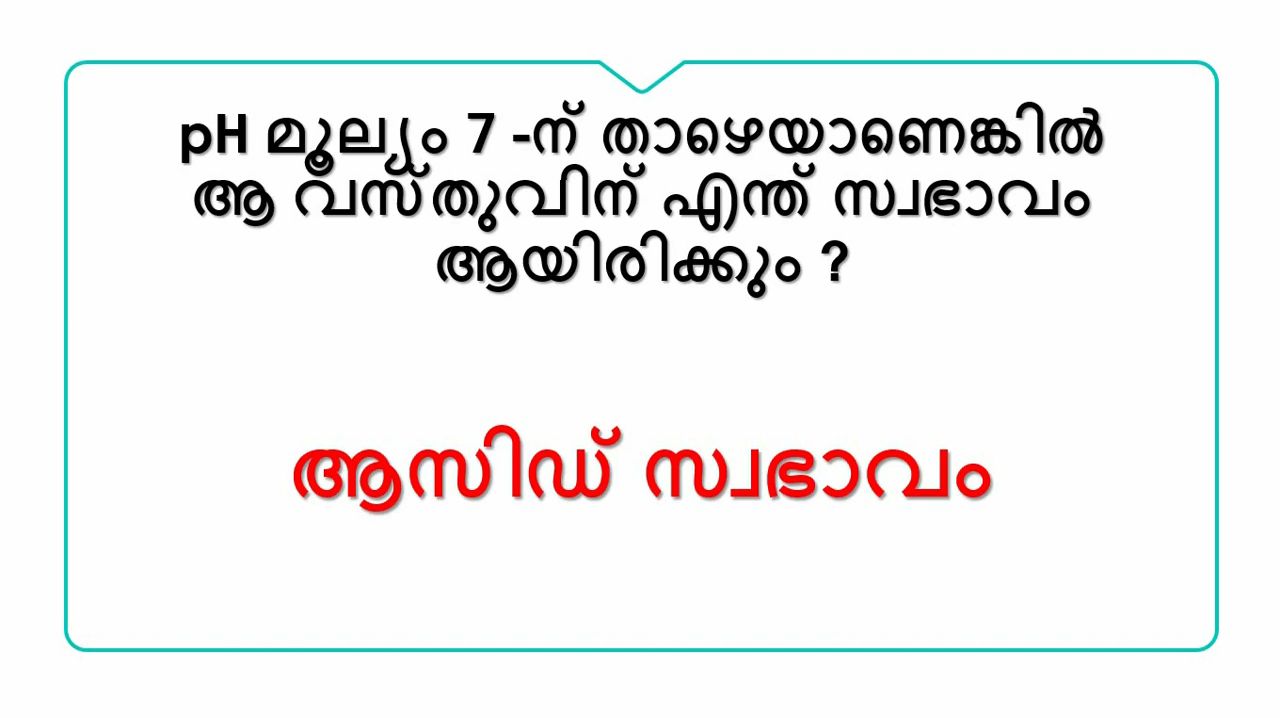 pH മൂല്യം 7 -ന് താഴെയാണെങ്കിൽ
ആ വസ്തുവിന് എന്ത് സ്വഭാവം
ആയിരിക്കും ?
ആസിഡ് സ്വഭാവം